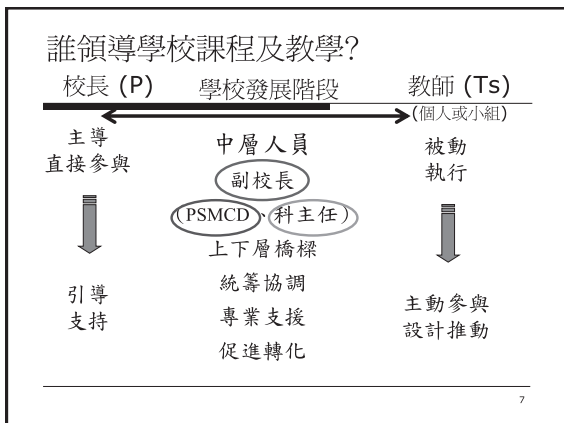 誰領導學校課程及教學?
校長 (P)
學校發展階段
教師 (Ts)
(個人或小組)
主導
直接參與
引導
支持
中層人員
副校長
(PSMCD、科主任)
上下層橋樑
統籌協調
專業支援
促進轉化
被動
執行
主動參與
設計推動
7